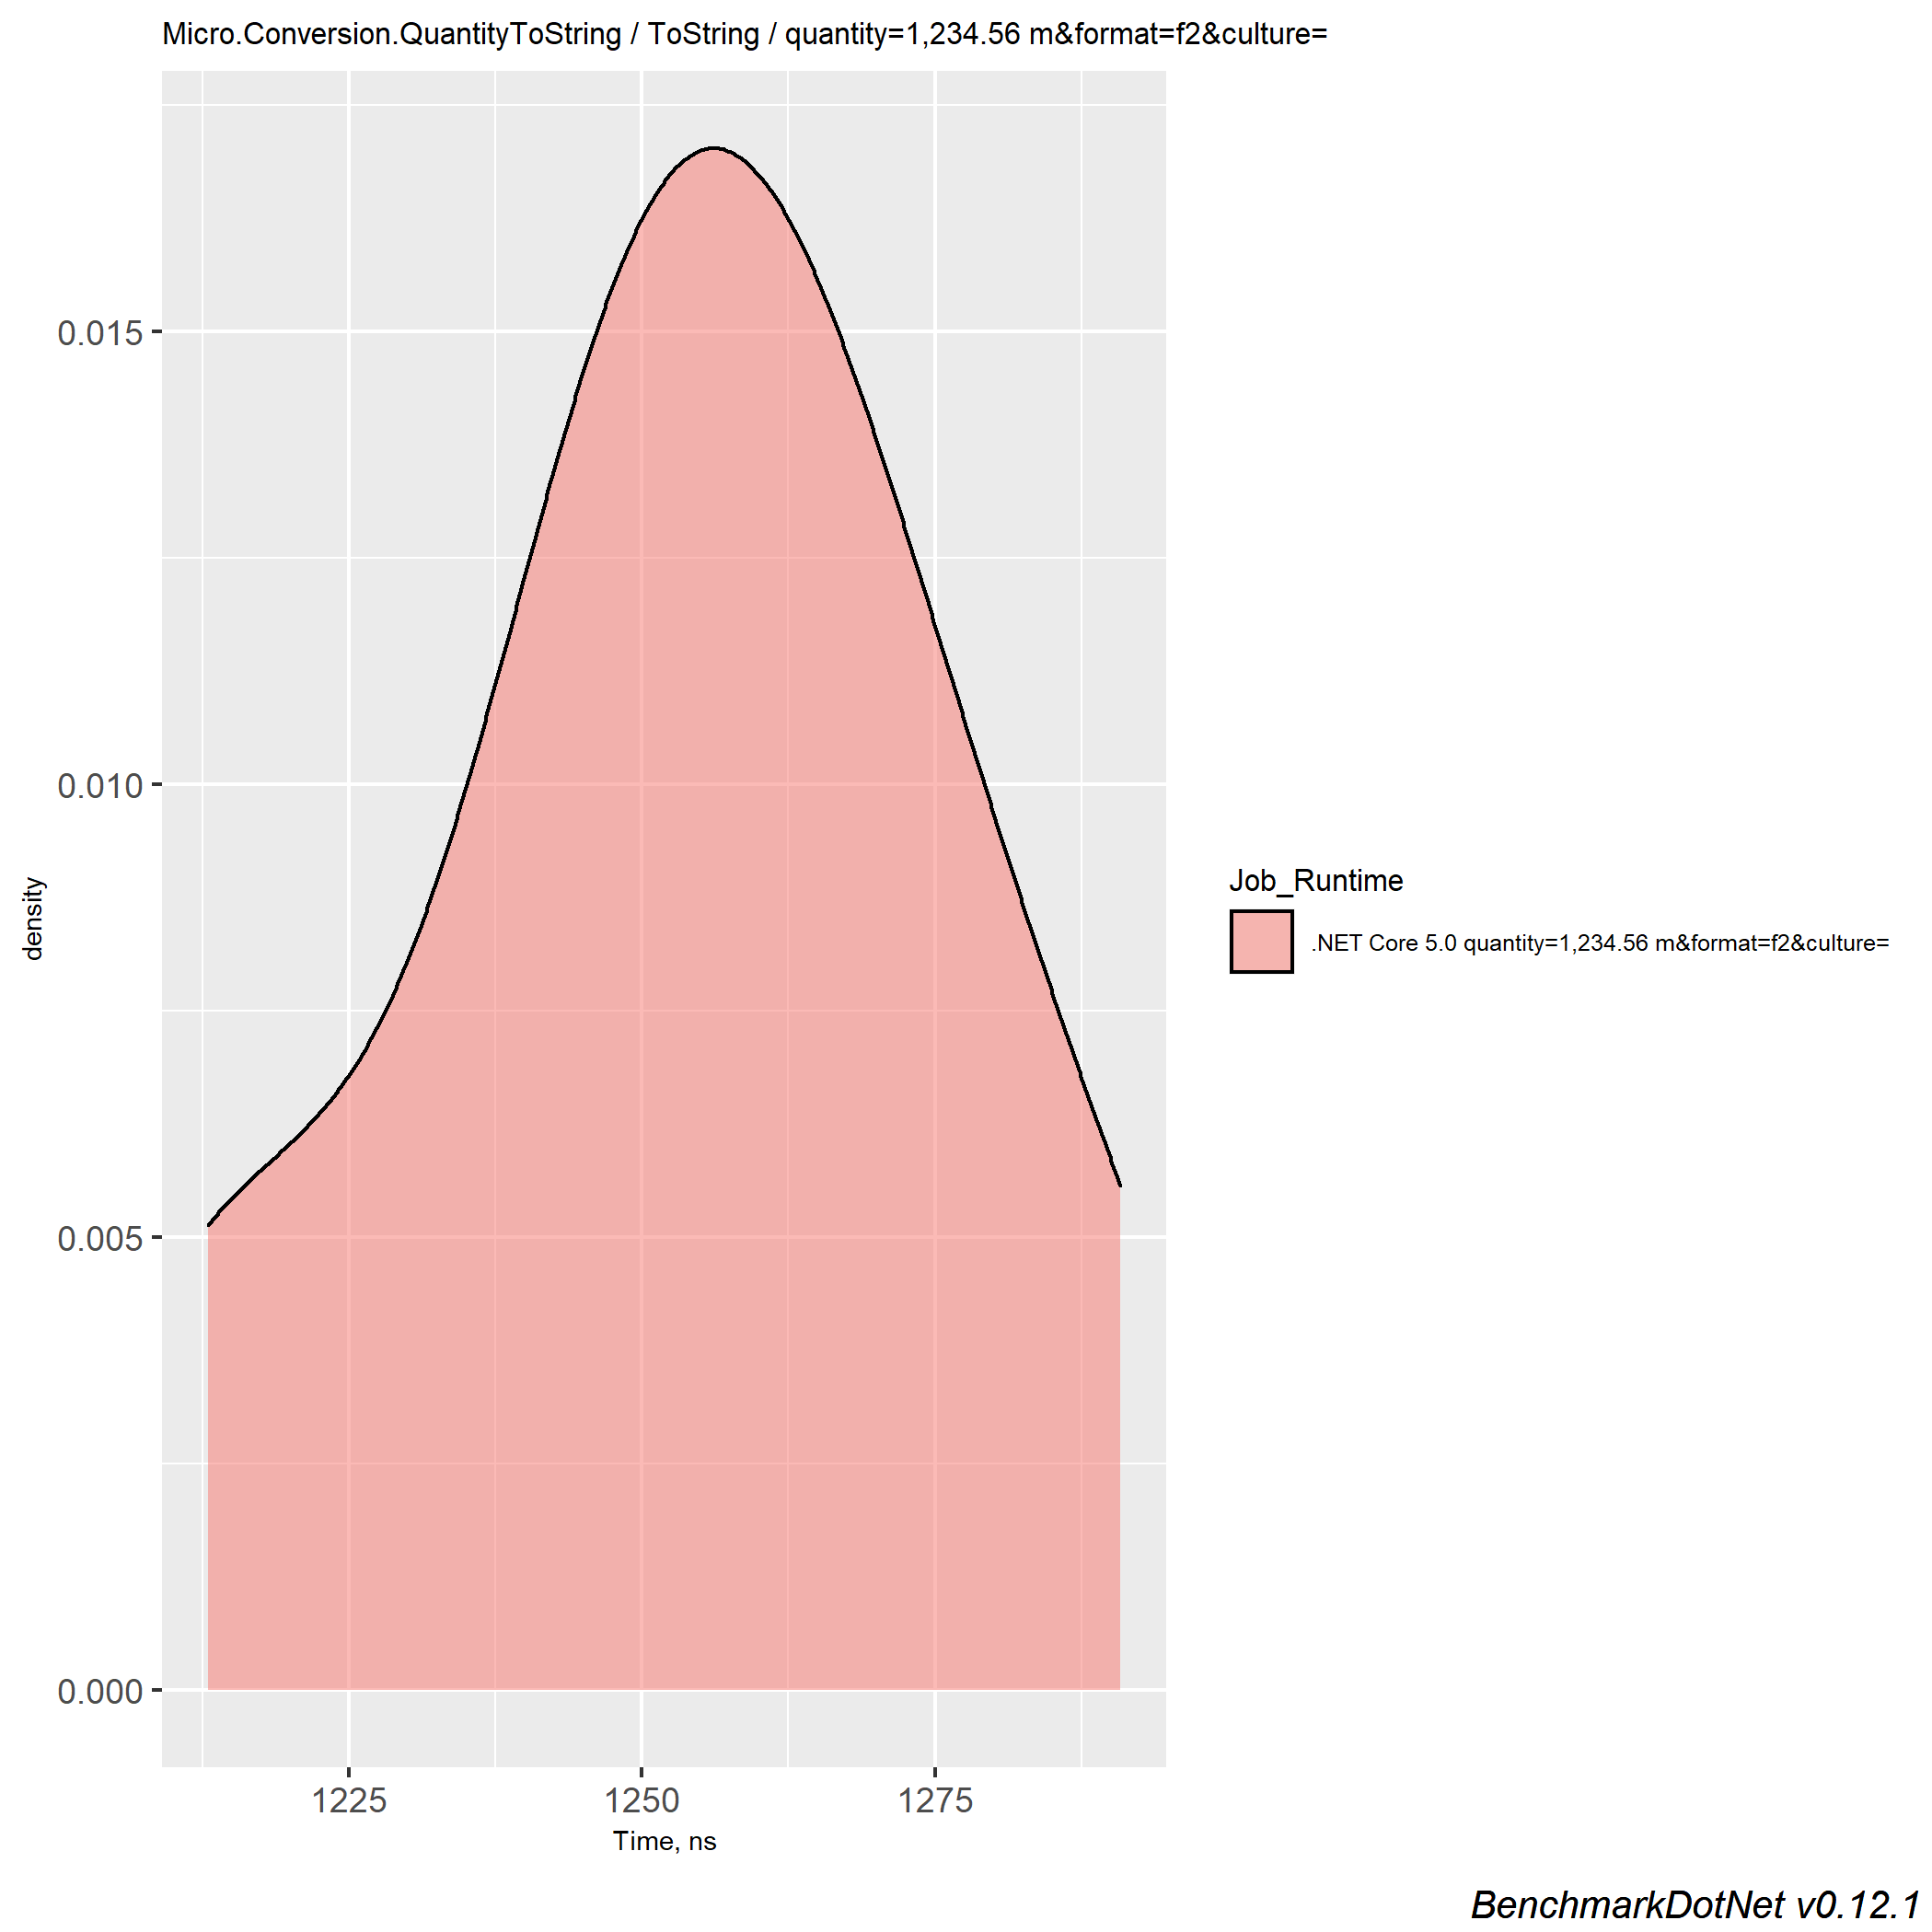 Micro.Conversion.QuantityToString / ToString / quantity=1,234.56 m&format=f2&culture=
0.015
0.010
0.005
0.000
density
1225 1250 1275
Time, ns
Job_Runtime
.NET Core 5.0 quantity=1,234.56 m&format=f2&culture=
BenchmarkDotNet v0.12.1